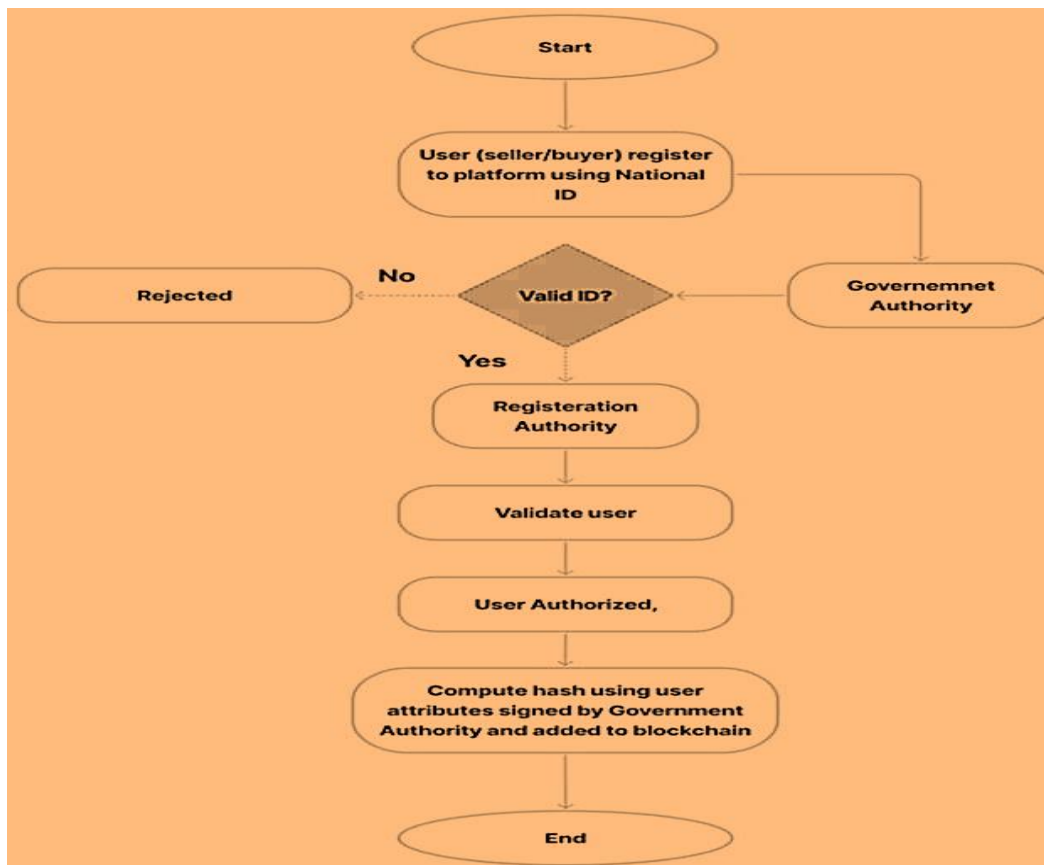 Start
User (seller/buyer) register
to platform using National
ID
Governemnet
Authority
Valid ID?
No
Rejected
Yes
Registeration
Authority
Validate user
User Authorized,
Compute hash using user
attributes signed by Government
Authority and added to blockchain
End